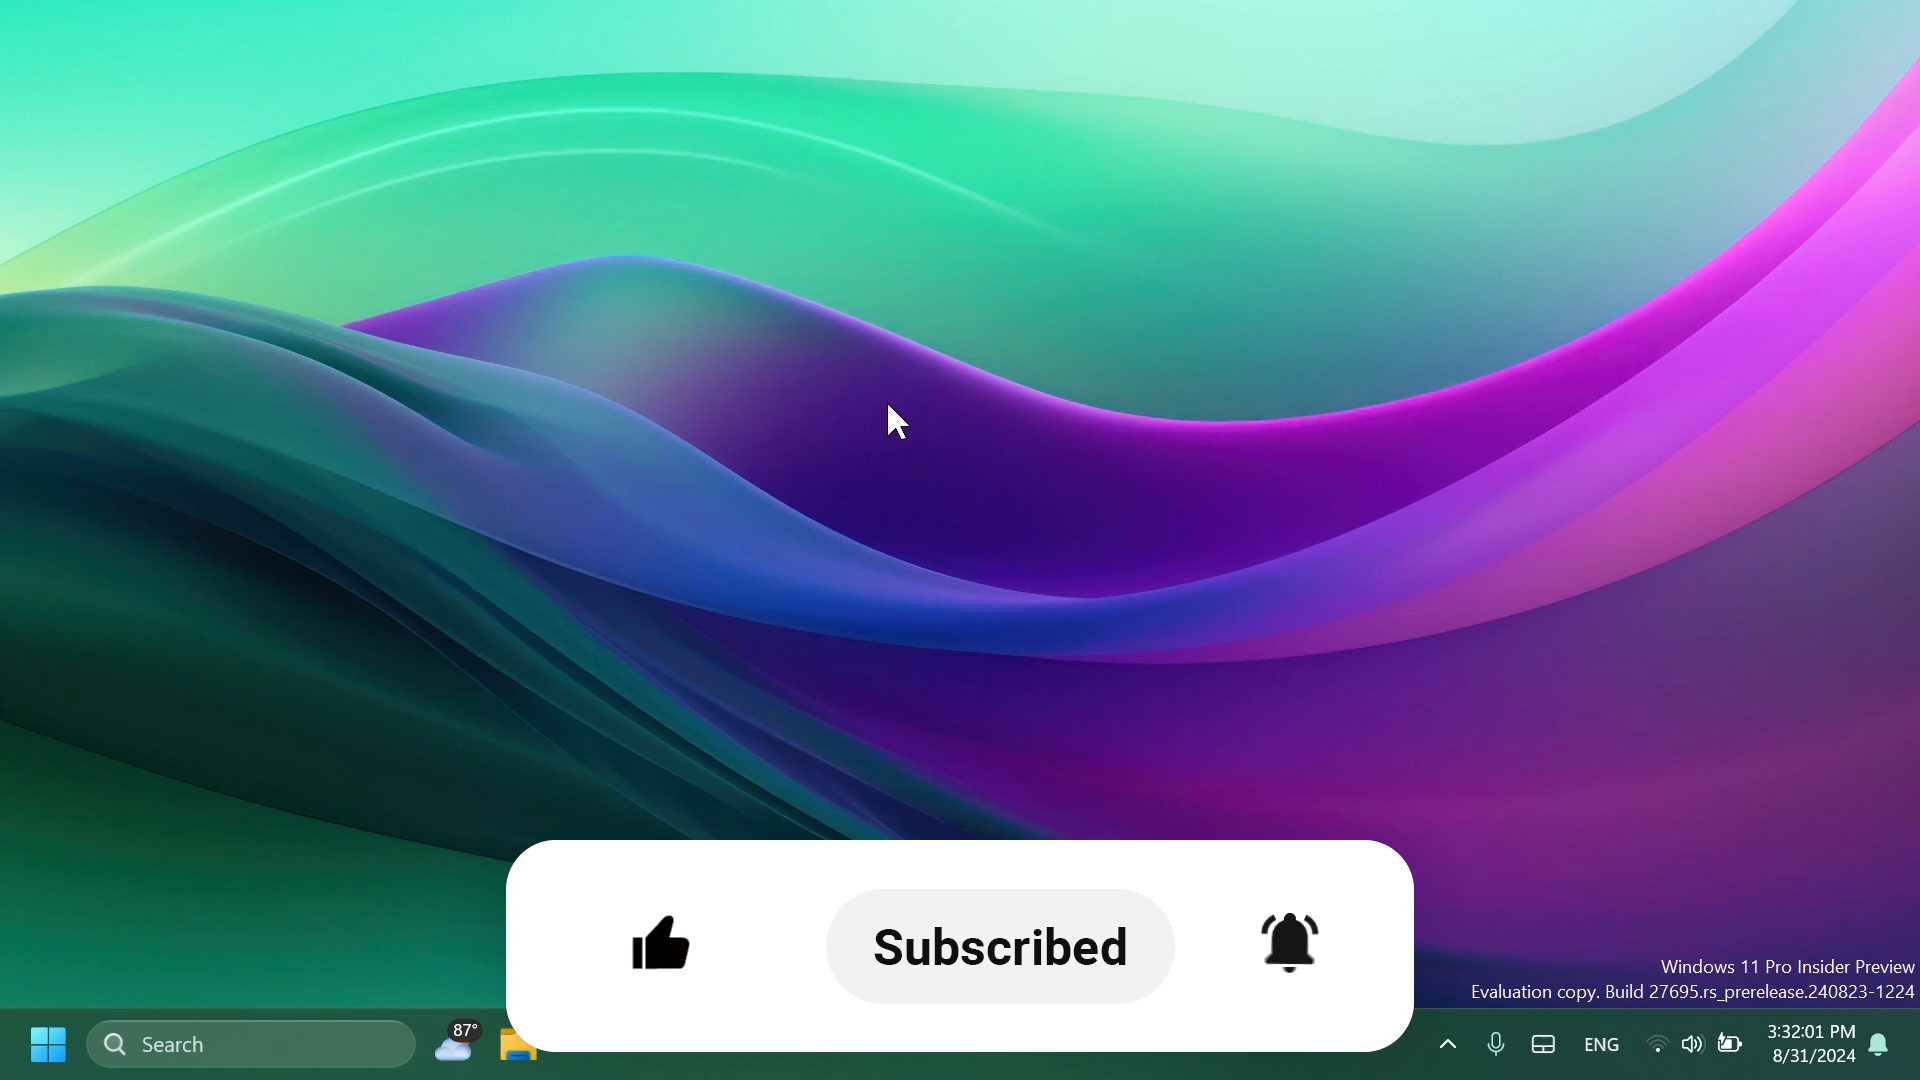 Subscribed
Windows 11 Pro Insider Preview
Evaluation copy. Build 27695.rs_prerelease.240823-1224
Search
87°
ENG
3:32:01 PM
8/31/2024